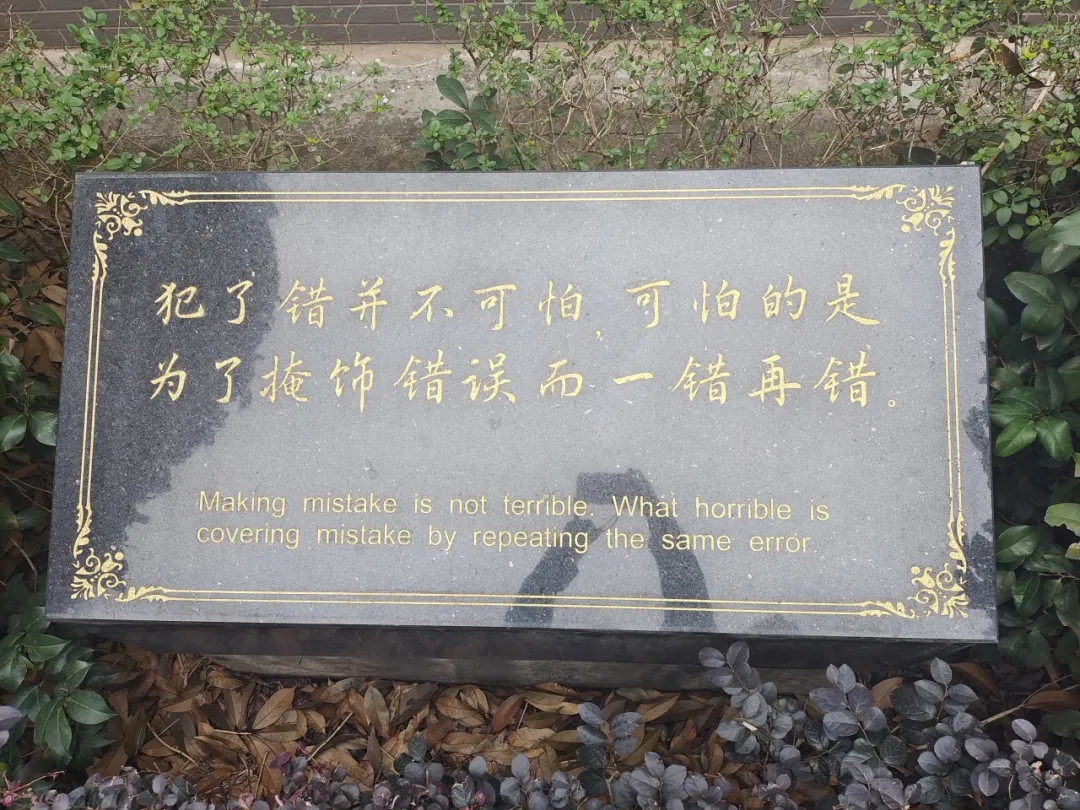 犯了错并不可怕,可怕的是
为了掩饰错误而一错再错。
Making mistake is not terrible. What horrible is
covering mistake by repeating the same error.